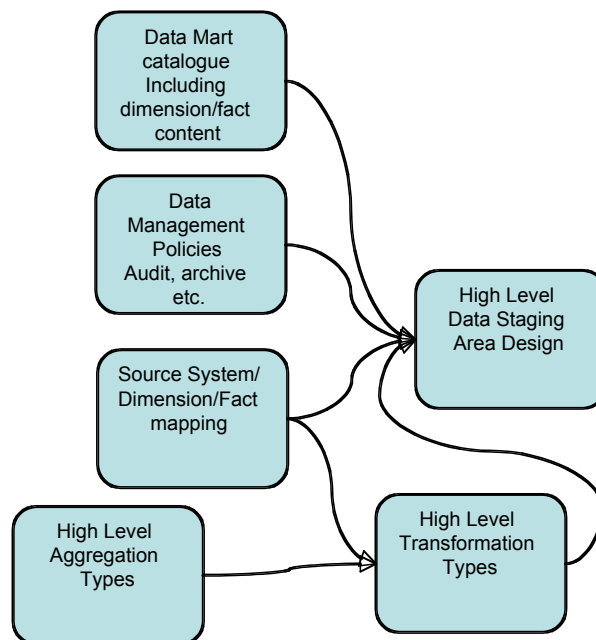 Data Mart
catalogue
Including
dimension/fact
content
Data
Management
Policies
Audit, archive
etc.
High Level
Data Staging
Area Design
Source System/
Dimension/Fact
mapping
High Level
Aggregation
Types
High Level
Transformation
Types